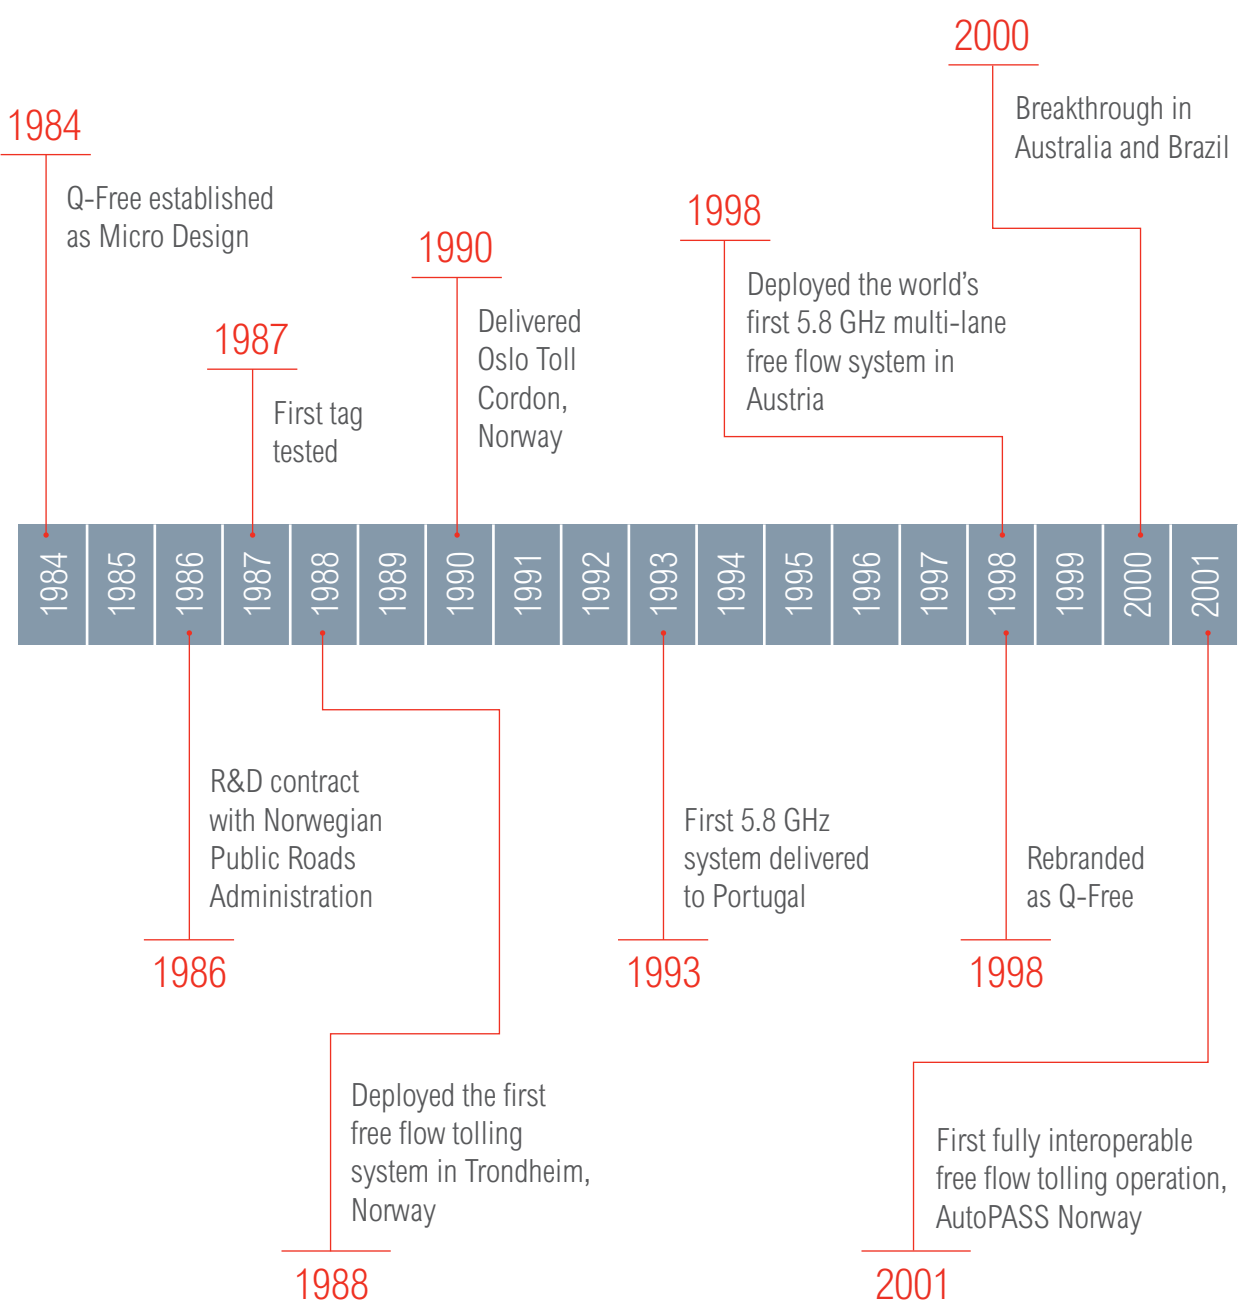 2000
Breakthrough in
Australia and Brazil
1984
Q-Free established
as Micro Design
1998
Deployed the world's
first 5.8 GHz multi-lane
free flow system in
Austria
1990
Delivered
Oslo Toll
Cordon,
Norway
1987
First tag
tested
1984
1985
1986
1987
1988
1989
1990
1991
1992
1993
1994
1995
1996
1997
1998
1999
2000
2001
R&D contract
with Norwegian
Public Roads
Administration
1986
First 5.8 GHz
system delivered
to Portugal
1993
Rebranded
as Q-Free
1998
Deployed the first
free flow tolling
system in Trondheim,
Norway
1988
First fully interoperable
free flow tolling operation,
AutoPASS Norway
2001